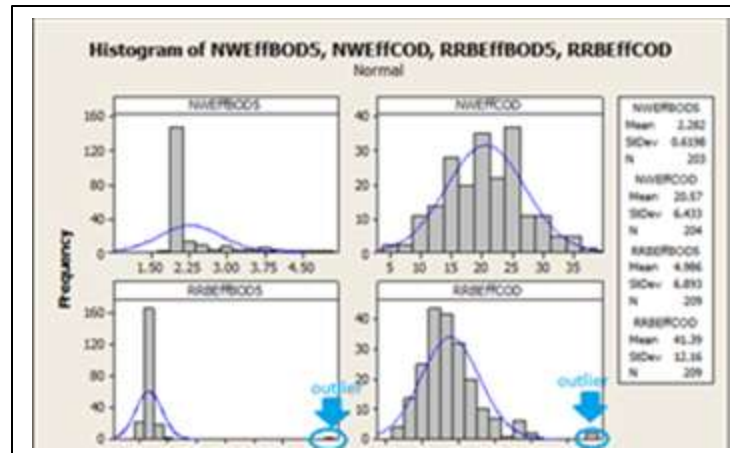 Histogram of NWEffBOD5, NWEffCOD, RRBEffBOD5, RRBEffCOD
Normal
NWEffBOD5
NWEffCOD
160
120
80
40
0
40
30
20
10
0
1.50 2.25 3.00 3.75 4.50
5 10 15 20 25 30 35
Frequency
RRBEffBOD5
RRBEffCOD
160
120
80
40
0
40
30
20
10
0
outlier
outlier
NWEffBOD5
Mean 2.282
StDev 0.6198
N 203
NWEffCOD
Mean 20.57
StDev 6.433
N 204
RRBEffBOD5
Mean 4.986
StDev 6.893
N 209
RRBEffCOD
Mean 41.39
StDev 12.16
N 209